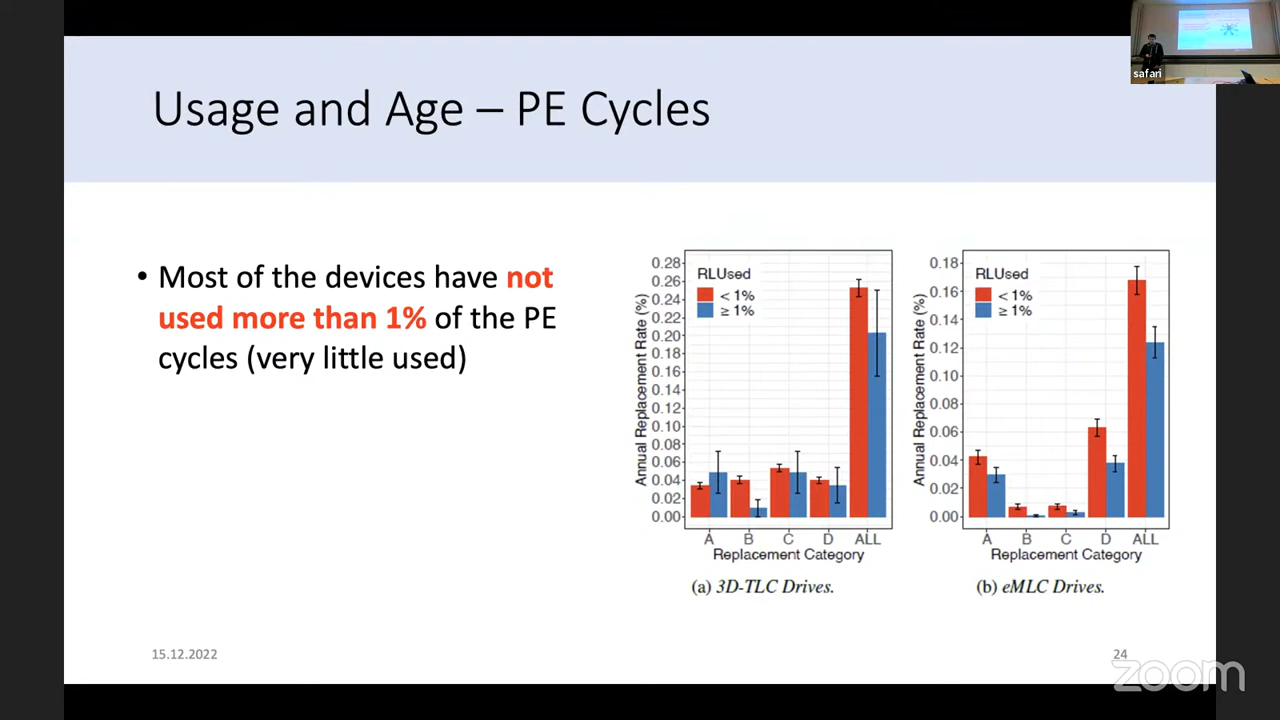 safari
Usage and Age – PE Cycles
• Most of the devices have not
used more than 1% of the PE
cycles (very little used)
Annual Replacement Rate (%)
0.28
0.26
0.24
0.22
0.20
0.18
0.16
0.14
0.12
0.10
0.08
0.06
0.04
0.02
0.00
RLUsed
< 1%
≥ 1%
A B C D ALL
Replacement Category
(a) 3D-TLC Drives.
Annual Replacement Rate (%)
0.18
0.16
0.14
0.12
0.10
0.08
0.06
0.04
0.02
0.00
RLUsed
< 1%
≥ 1%
A B C D ALL
Replacement Category
(b) eMLC Drives.
15.12.2022
24
zoom